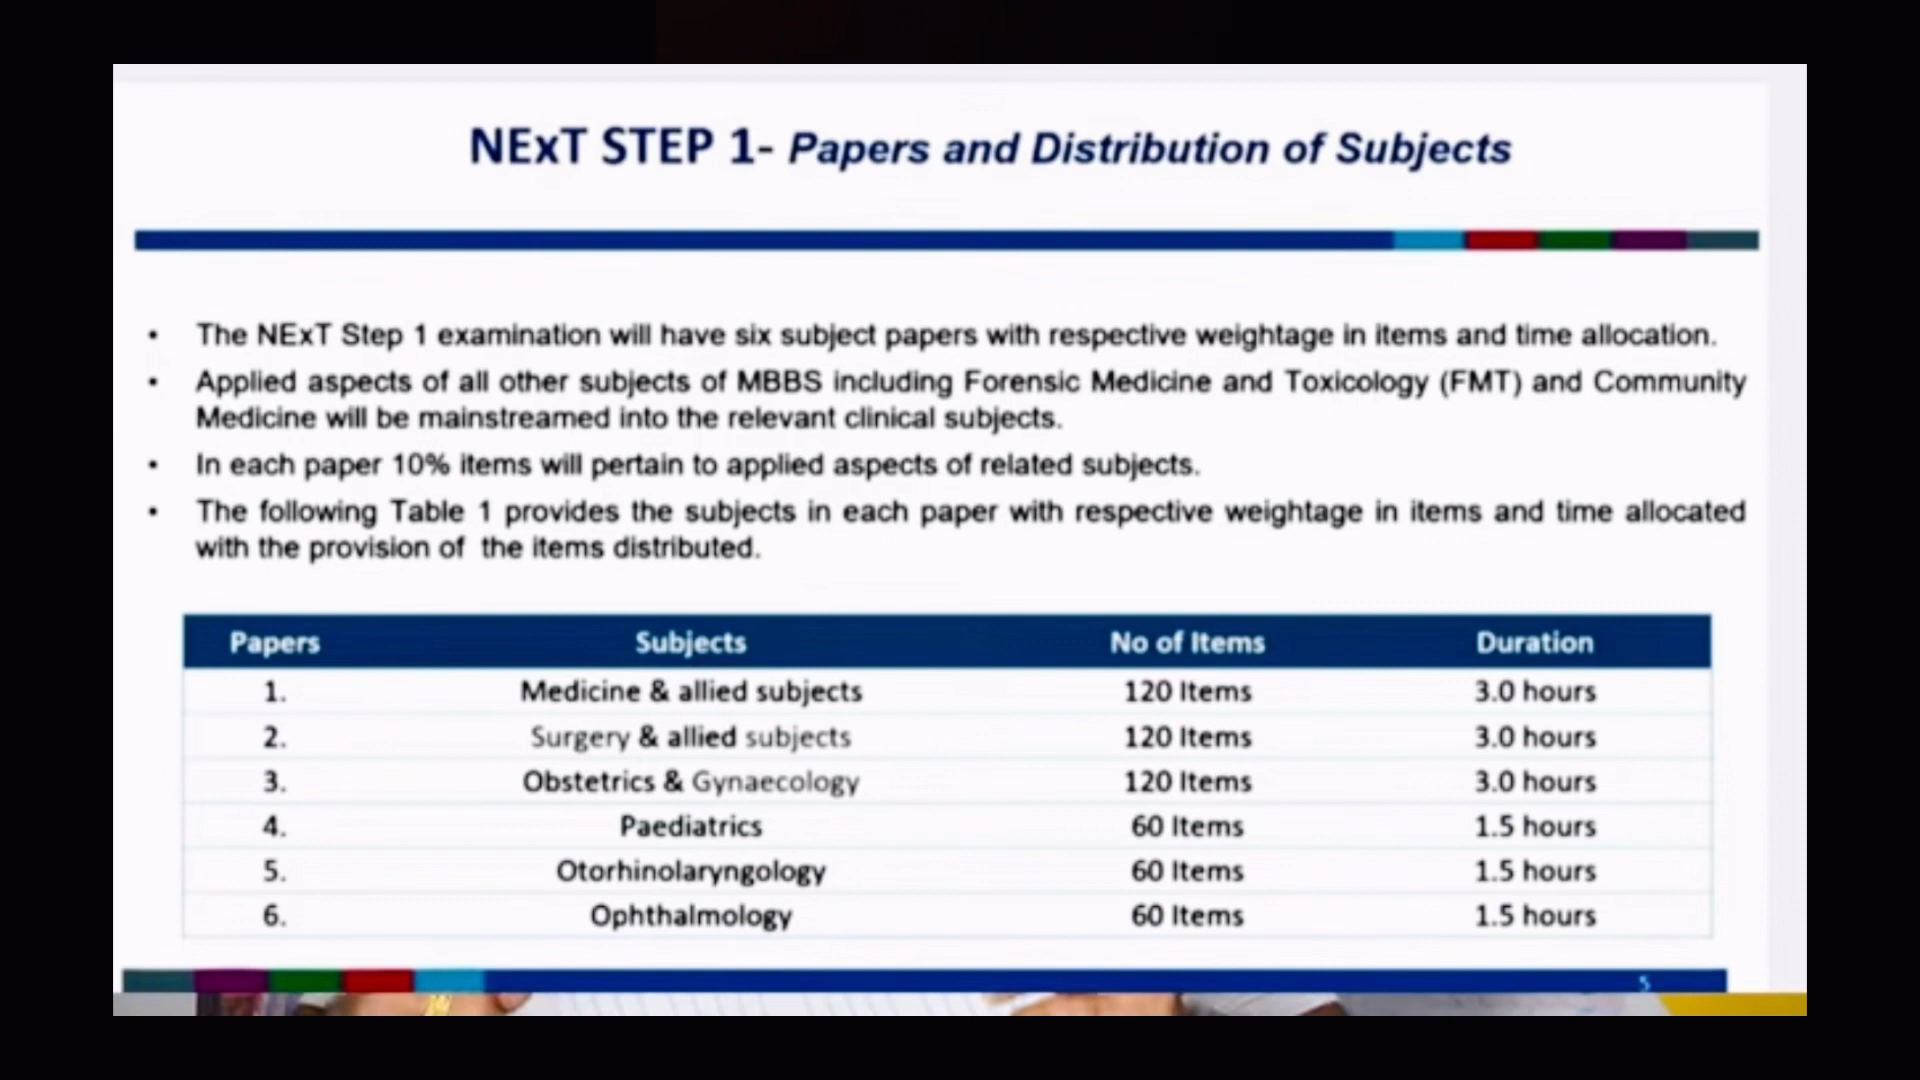 NExT STEP 1- Papers and Distribution of Subjects
• The NExT Step 1 examination will have six subject papers with respective weightage in items and time allocation.
• Applied aspects of all other subjects of MBBS including Forensic Medicine and Toxicology (FMT) and Community
Medicine will be mainstreamed into the relevant clinical subjects.
• In each paper 10% items will pertain to applied aspects of related subjects.
• The following Table 1 provides the subjects in each paper with respective weightage in items and time allocated
with the provision of the items distributed.
Papers Subjects No of Items Duration
1. Medicine & allied subjects 120 Items 3.0 hours
2. Surgery & allied subjects 120 Items 3.0 hours
3. Obstetrics & Gynaecology 120 Items 3.0 hours
4. Paediatrics 60 Items 1.5 hours
5. Otorhinolaryngology 60 Items 1.5 hours
6. Ophthalmology 60 Items 1.5 hours
5